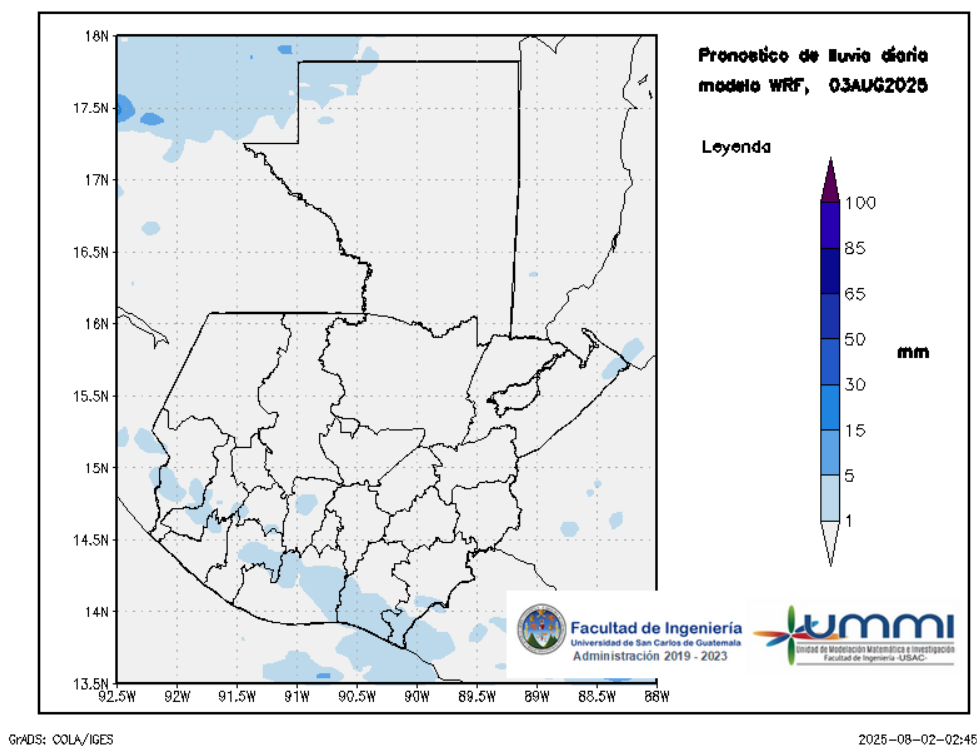 Pronostico de lluvia diaria
modelo WRF, 03AUG2025
Leyenda
100
85
65
50
30
15
5
1
mm
18N
17.5N
17N
16.5N
16N
15.5N
15N
14.5N
14N
13.5N
92.5W
92W
91.5W
91W
90.5W
90W
89.5W
89W
88.5W
88W
Facultad de Ingeniería
Universidad de San Carlos de Guatemala
Administración 2019 - 2023
ummi
Unidad de Modelación Matemática e Investigación
Facultad de Ingeniería -USAC-
GrADS: COLA/IGES
2025-08-02-02:45